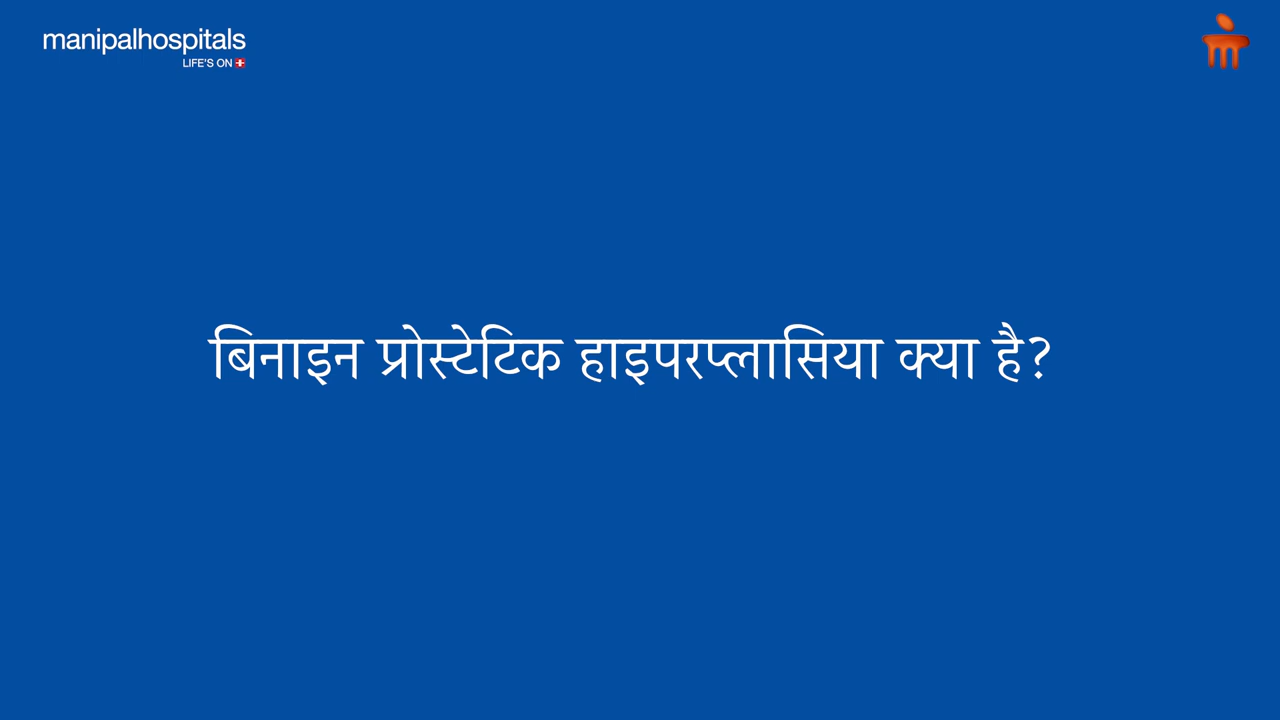 manipalhospitals
LIFE'S ON
बिनाइन प्रोस्टेटिक हाइपरप्लासिया क्या है?